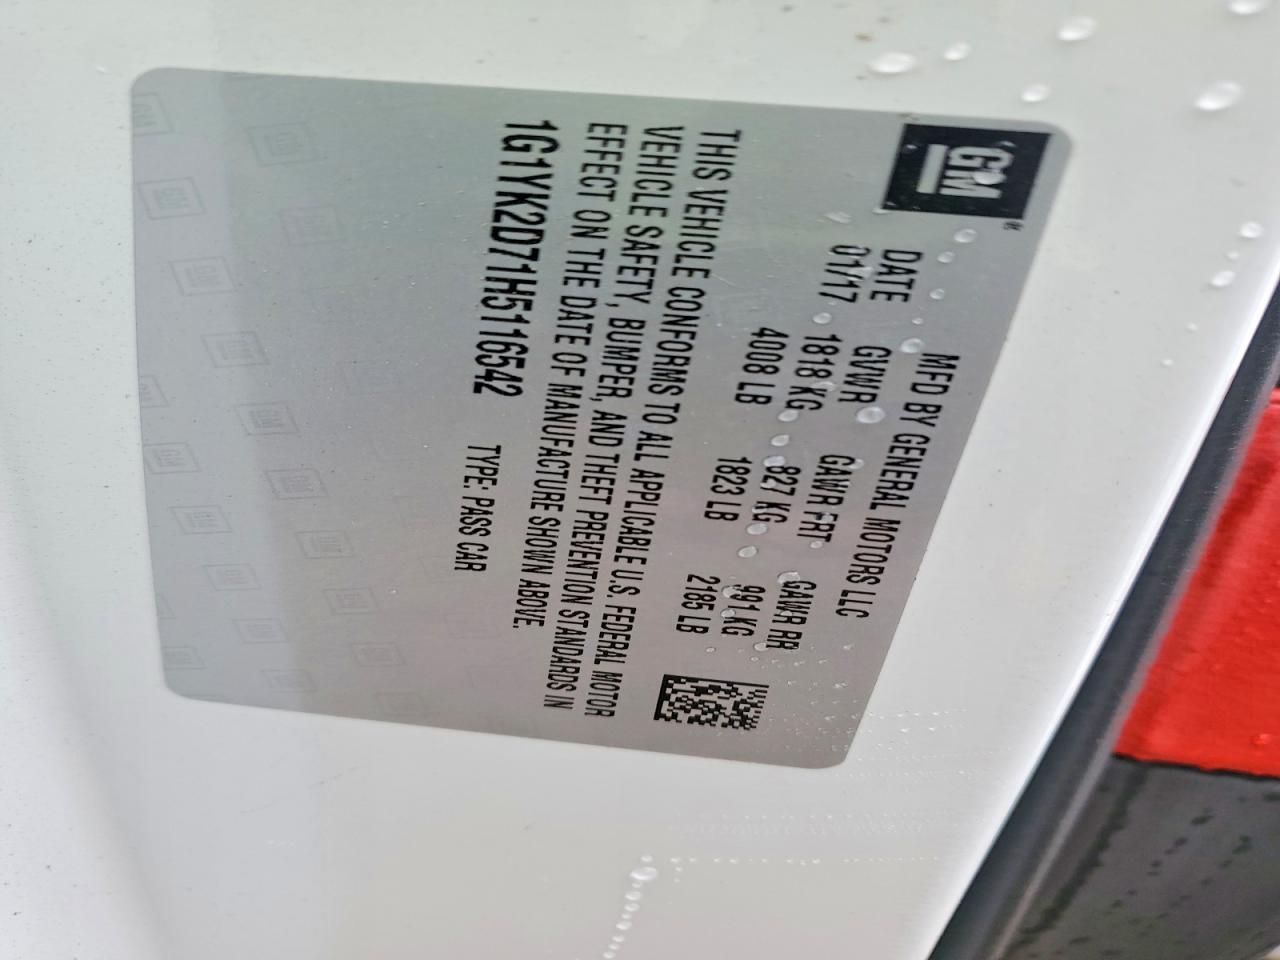 GM
MFD BY GENERAL MOTORS LLC
DATE GVWR GAWR FRT GAWR RR
01/17 1818 KG 827 KG 991 KG
4008 LB 1823 LB 2185 LB
THIS VEHICLE CONFORMS TO ALL APPLICABLE U.S. FEDERAL MOTOR
VEHICLE SAFETY, BUMPER, AND THEFT PREVENTION STANDARDS IN
EFFECT ON THE DATE OF MANUFACTURE SHOWN ABOVE.
1G1YK2D71H5116542 TYPE: PASS CAR